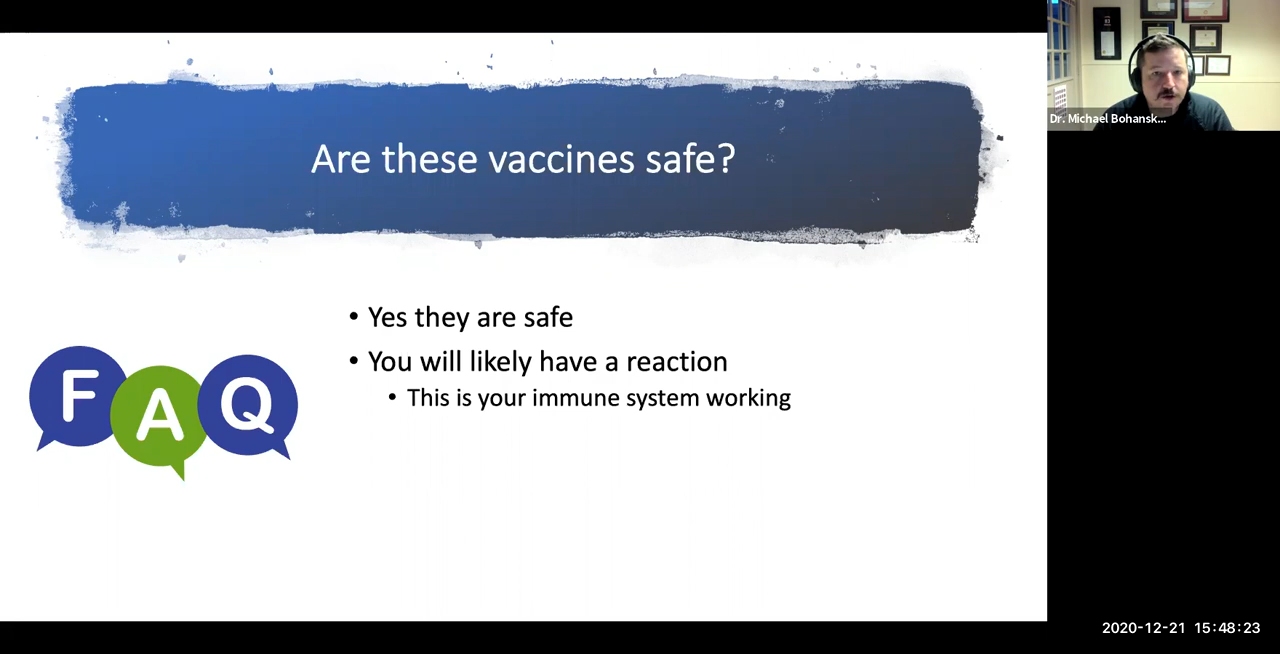 Are these vaccines safe?
Dr. Michael Bohansk...
• Yes they are safe
• You will likely have a reaction
• This is your immune system working
FAQ
2020-12-21 15:48:23